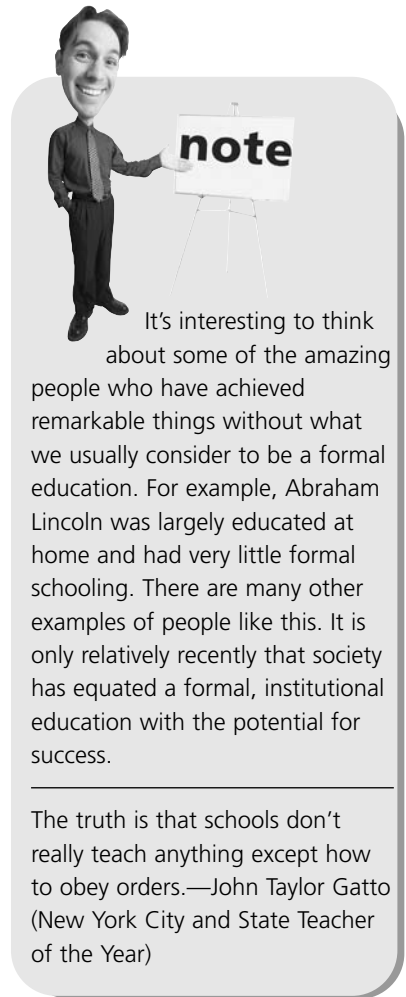 note
It's interesting to think
about some of the amazing
people who have achieved
remarkable things without what
we usually consider to be a formal
education. For example, Abraham
Lincoln was largely educated at
home and had very little formal
schooling. There are many other
examples of people like this. It is
only relatively recently that society
has equated a formal, institutional
education with the potential for
success.
The truth is that schools don't
really teach anything except how
to obey orders.—John Taylor Gatto
(New York City and State Teacher
of the Year)